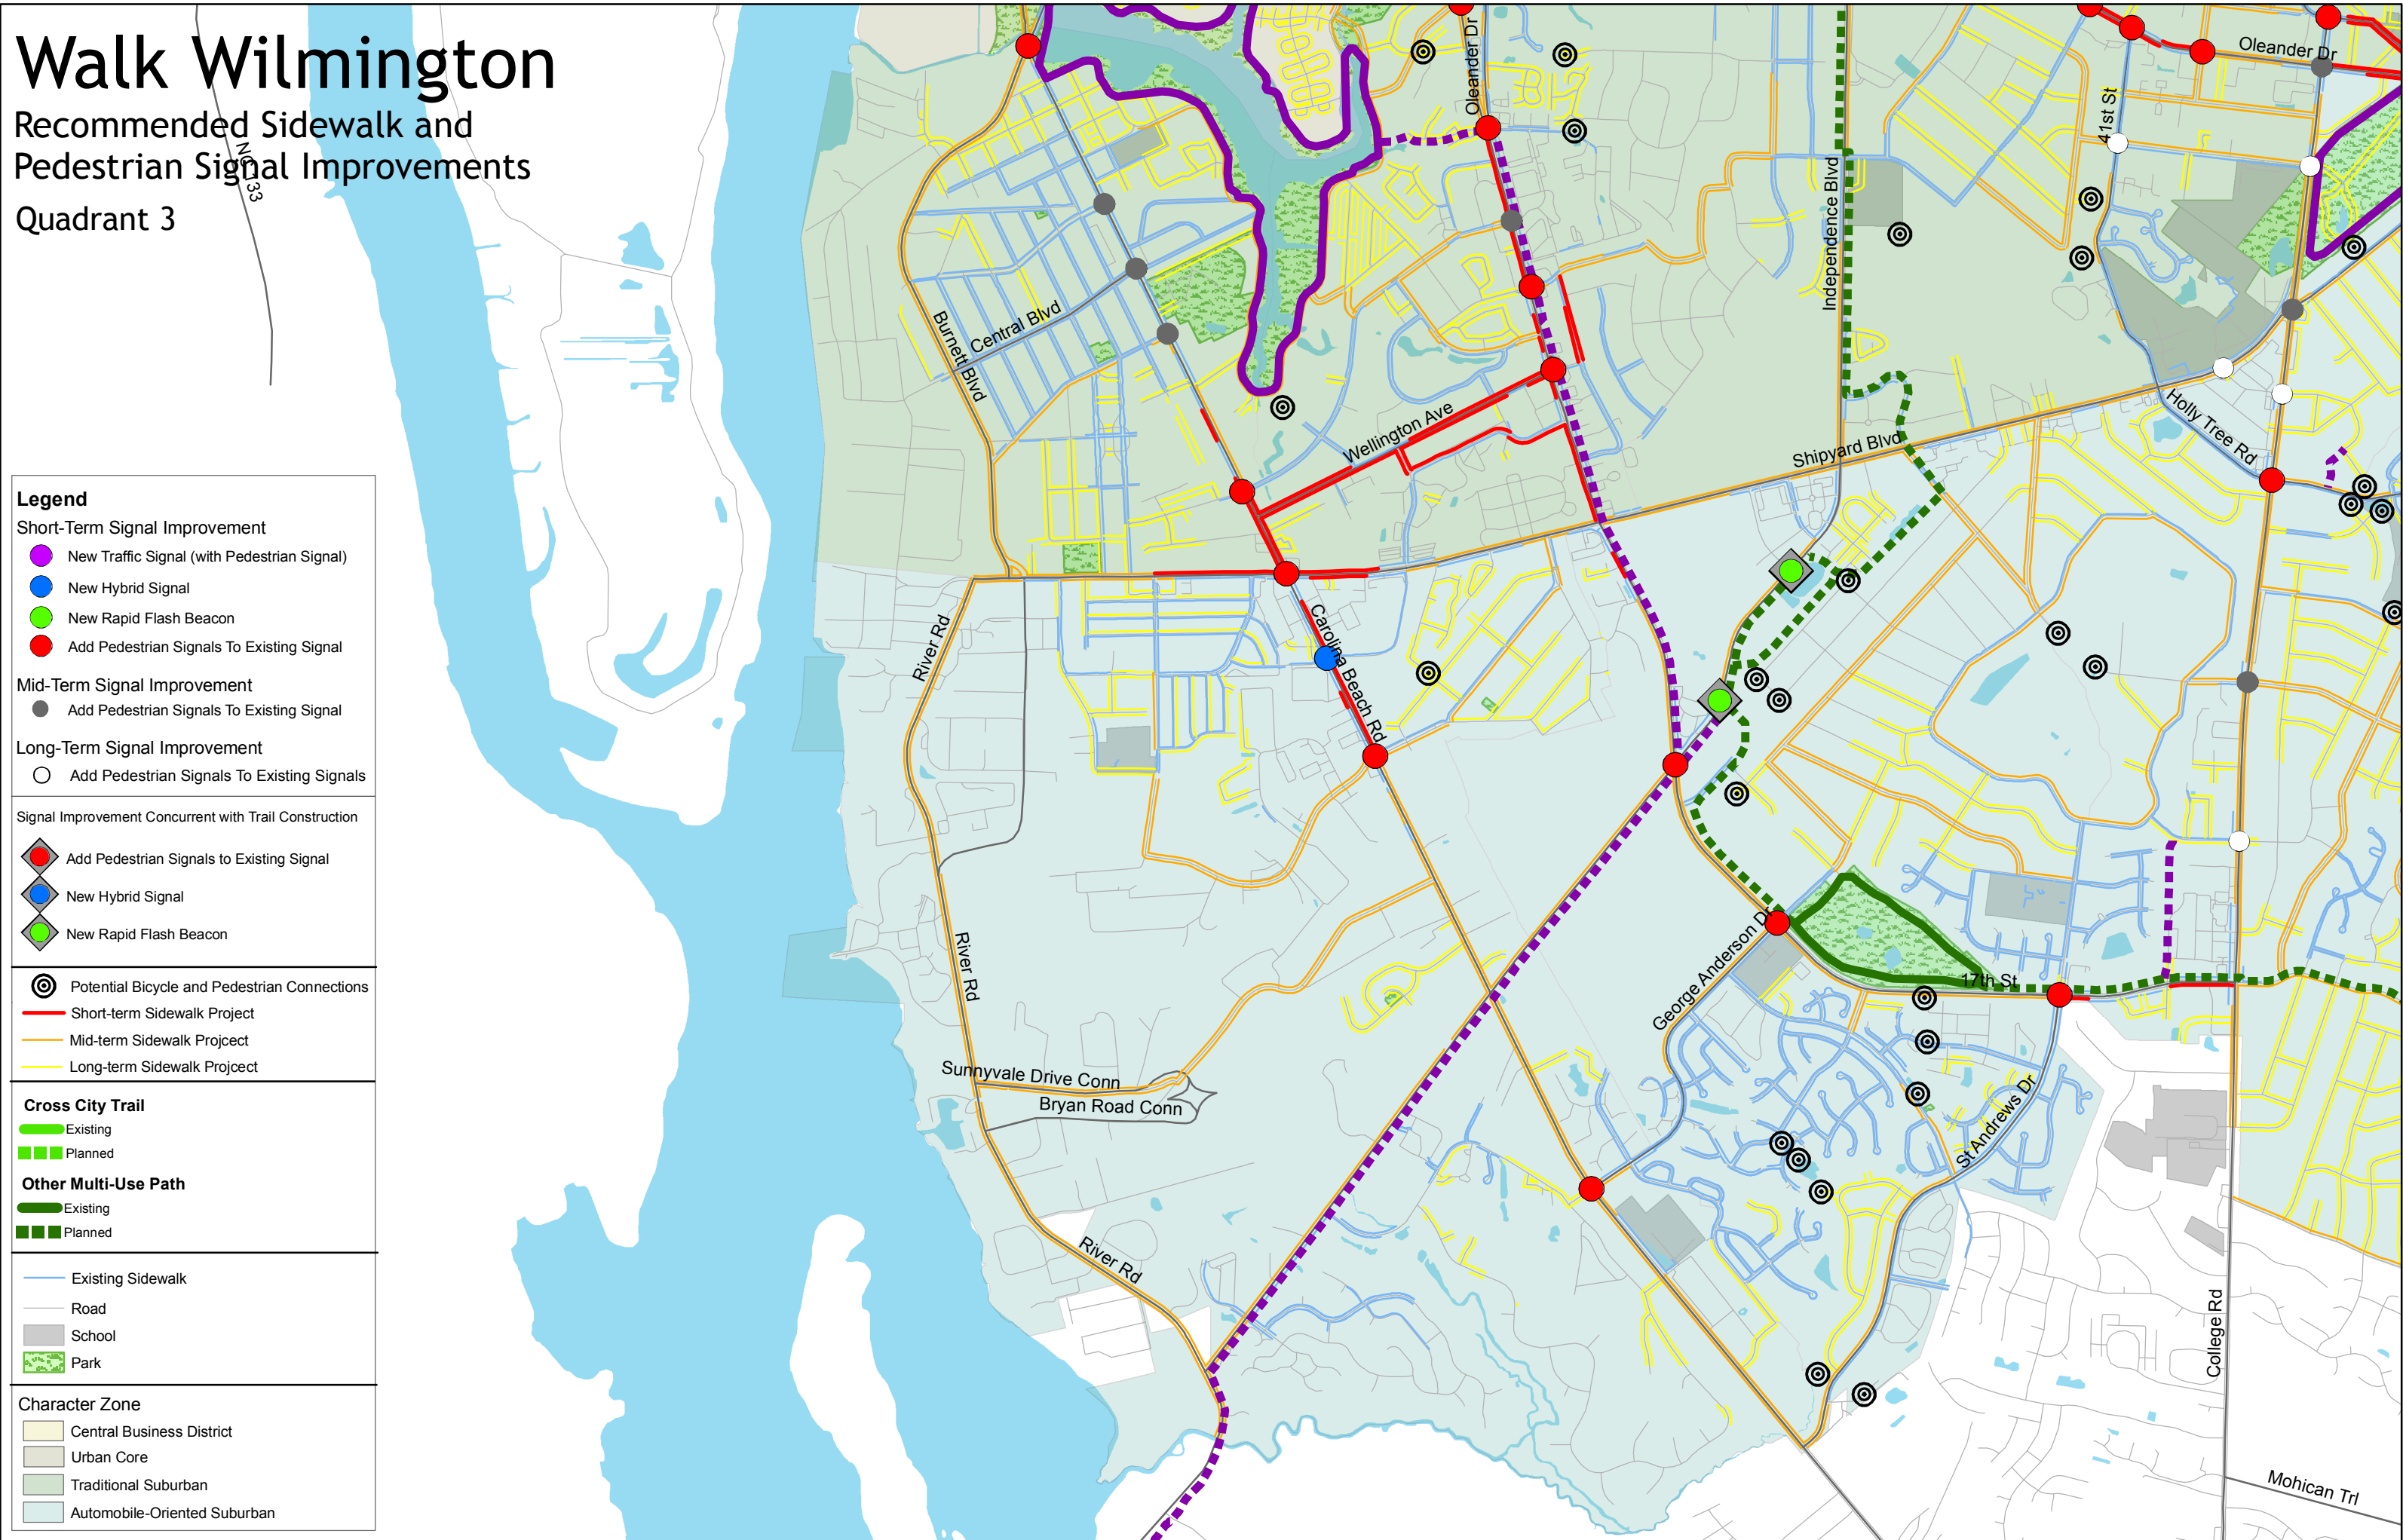 Walk Wilmington
Recommended Sidewalk and
Pedestrian Signal Improvements
Quadrant 3
NC 133
Legend
Short-Term Signal Improvement
New Traffic Signal (with Pedestrian Signal)
New Hybrid Signal
New Rapid Flash Beacon
Add Pedestrian Signals To Existing Signal
Mid-Term Signal Improvement
Add Pedestrian Signals To Existing Signal
Long-Term Signal Improvement
Add Pedestrian Signals To Existing Signals
Signal Improvement Concurrent with Trail Construction
Add Pedestrian Signals to Existing Signal
New Hybrid Signal
New Rapid Flash Beacon
Potential Bicycle and Pedestrian Connections
Short-term Sidewalk Project
Mid-term Sidewalk Projcect
Long-term Sidewalk Projcect
Cross City Trail
Existing
Planned
Other Multi-Use Path
Existing
Planned
Existing Sidewalk
Road
School
Park
Character Zone
Central Business District
Urban Core
Traditional Suburban
Automobile-Oriented Suburban
Oleander Dr
Oleander Dr
41st St
Independence Blvd
Burnett Blvd
Central Blvd
Wellington Ave
Shipyard Blvd
Holly Tree Rd
River Rd
Carolina Beach Rd
George Anderson Dr
17th St
River Rd
Sunnyvale Drive Conn
Bryan Road Conn
St Andrews Dr
River Rd
College Rd
Mohican Trl